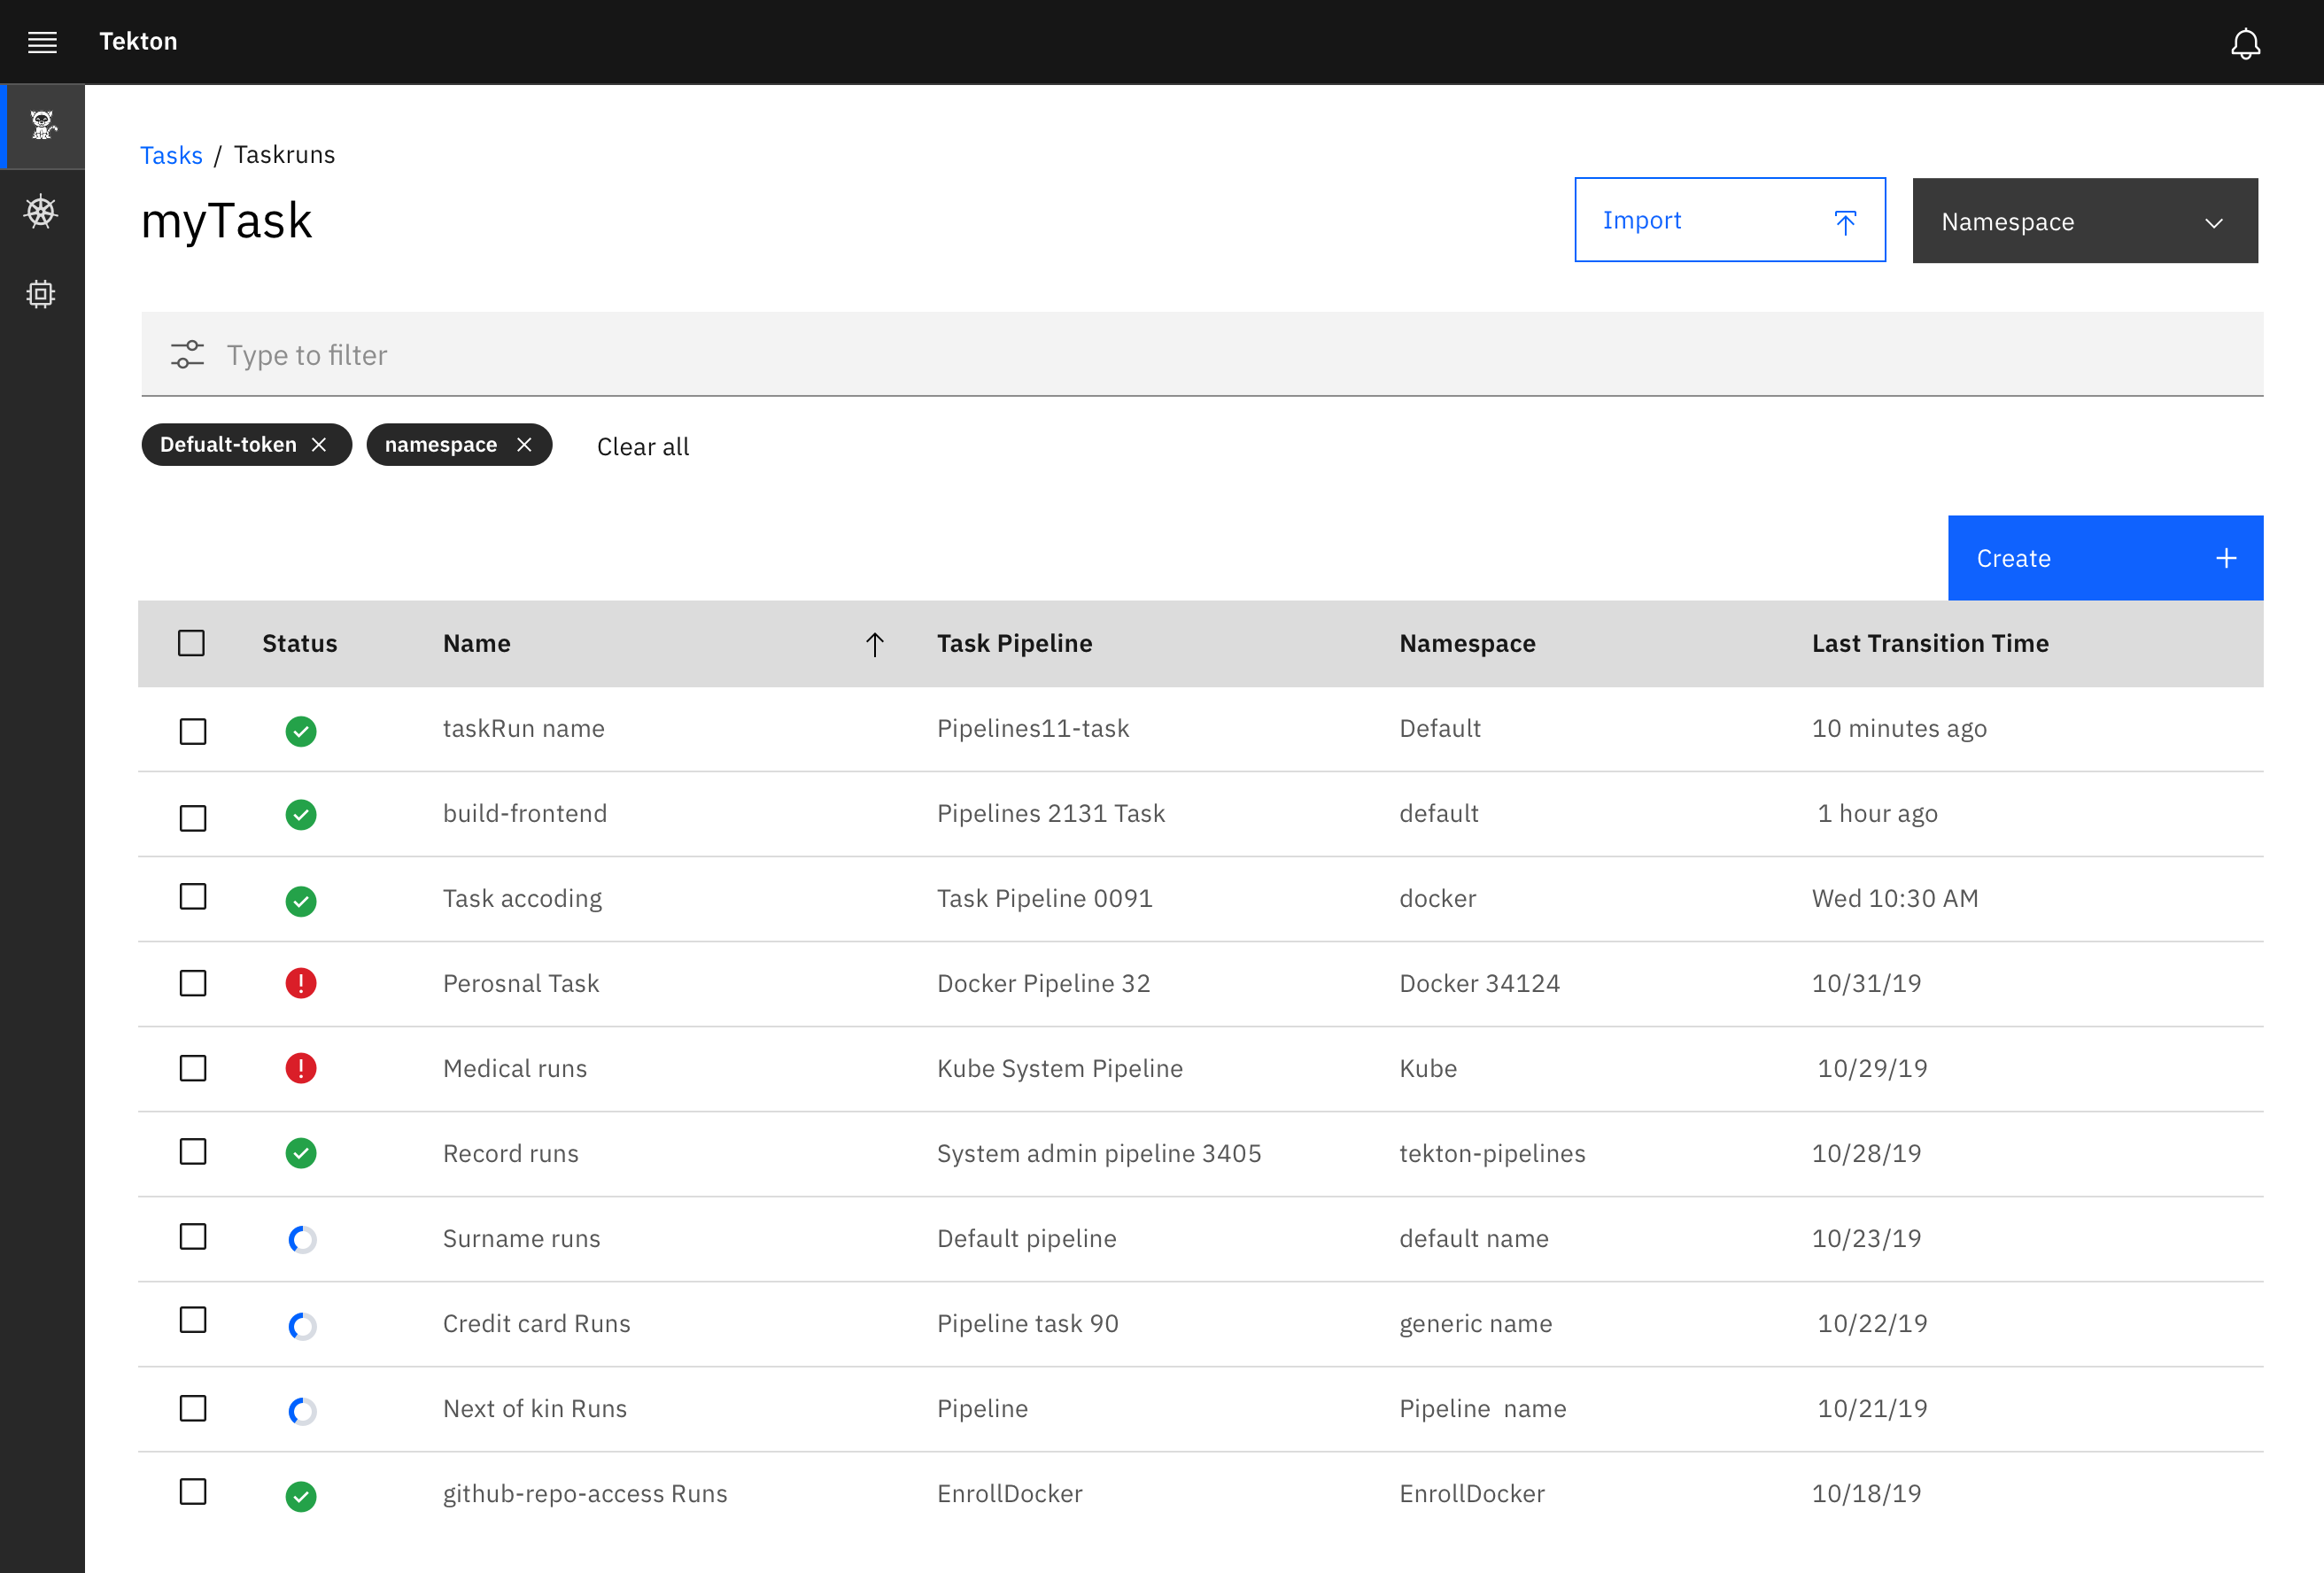 Tekton
Tasks / Taskruns
myTask
Import
Namespace
Type to filter
Defualt-token
namespace
Clear all
Create
Status Name Task Pipeline Namespace Last Transition Time
taskRun name Pipelines11-task Default 10 minutes ago
build-frontend Pipelines 2131 Task default 1 hour ago
Task accoding Task Pipeline 0091 docker Wed 10:30 AM
Perosnal Task Docker Pipeline 32 Docker 34124 10/31/19
Medical runs Kube System Pipeline Kube 10/29/19
Record runs System admin pipeline 3405 tekton-pipelines 10/28/19
Surname runs Default pipeline default name 10/23/19
Credit card Runs Pipeline task 90 generic name 10/22/19
Next of kin Runs Pipeline Pipeline name 10/21/19
github-repo-access Runs EnrollDocker EnrollDocker 10/18/19